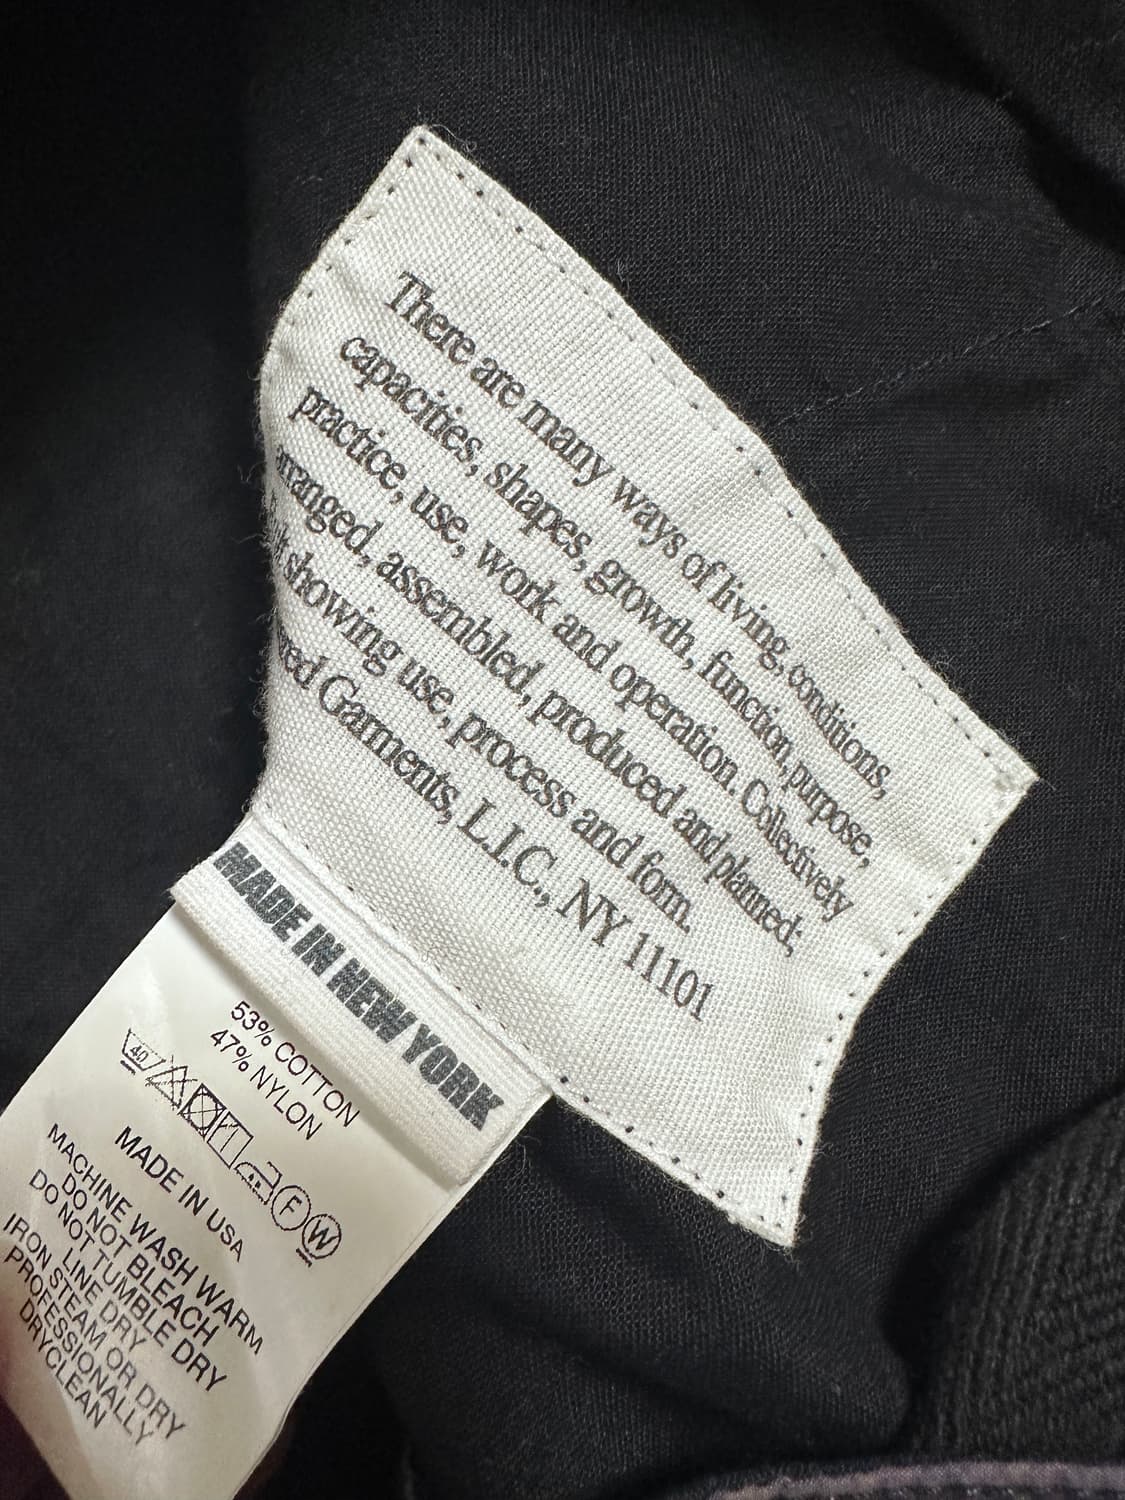 There are many ways of living, conditions,
capacities, shapes, growth, function, purpose,
practice, use, work and operation. Collectively
arranged, assembled, produced and planned;
showing use, process and form.
Garments, L.I.C., NY 11101
MADE IN NEW YORK
53% COTTON
47% NYLON
40
F W
MADE IN USA
MACHINE WASH WARM
DO NOT BLEACH
DO NOT TUMBLE DRY
LINE DRY
IRON STEAM OR DRY
PROFESSIONALLY
DRYCLEAN